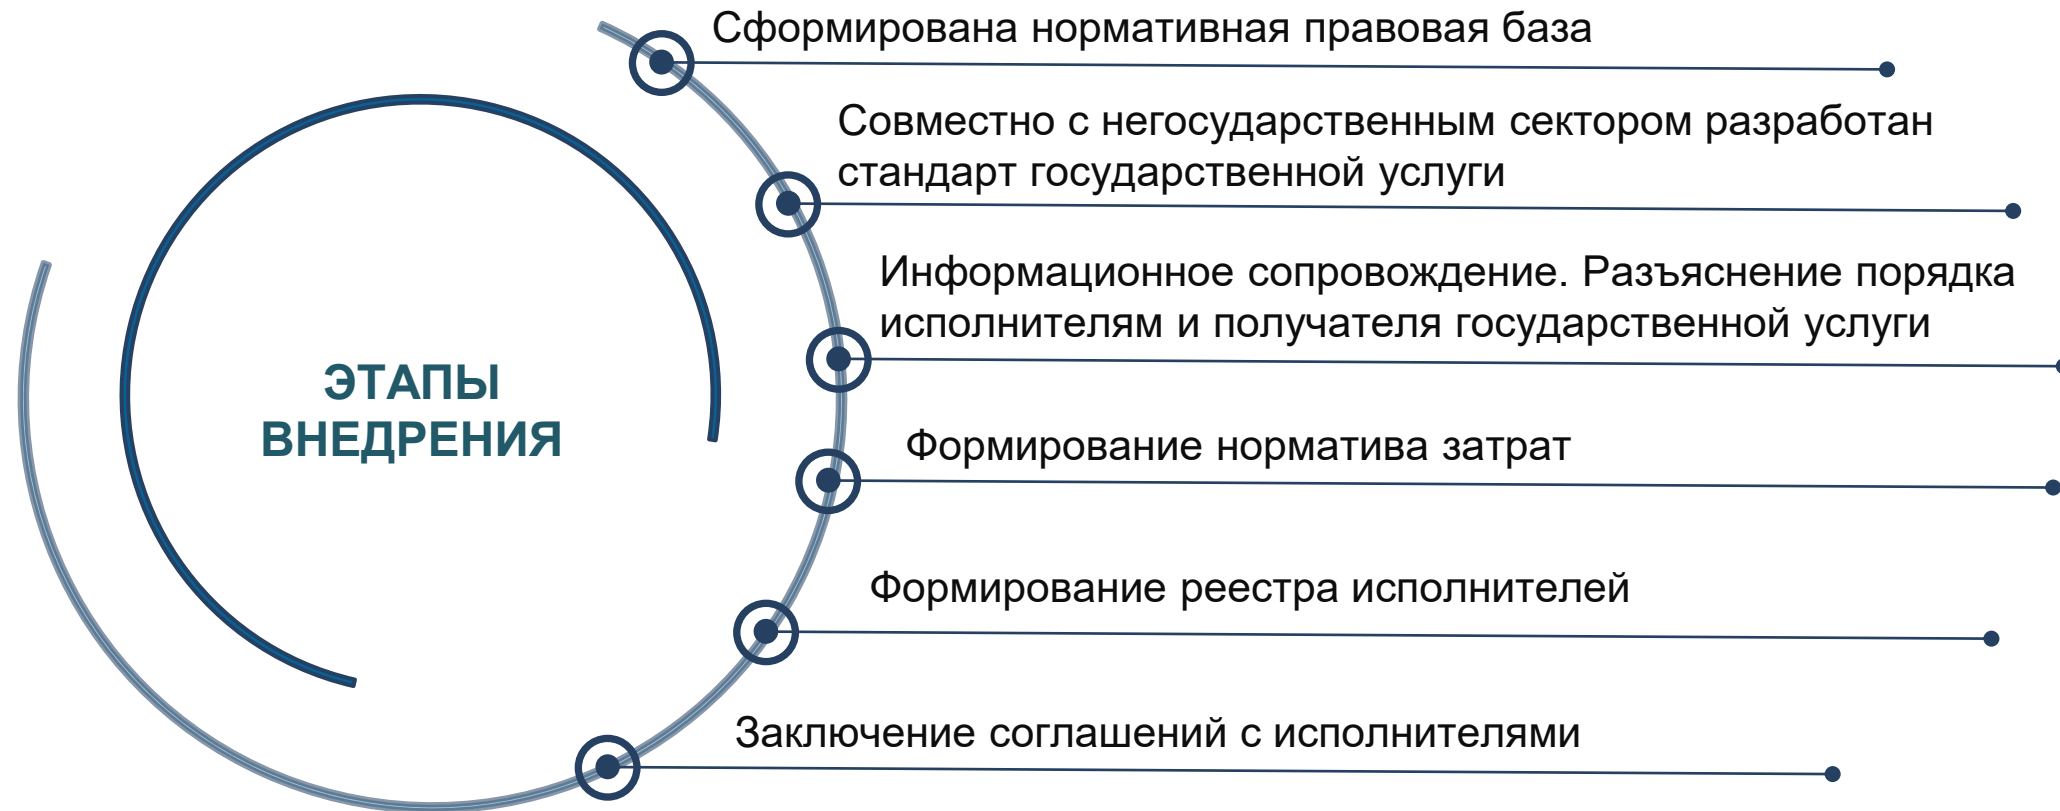 Сформирована нормативная правовая база
Совместно с негосударственным сектором разработан
стандарт государственной услуги
Информационное сопровождение. Разъяснение порядка
исполнителям и получателя государственной услуги
ЭТАПЫ
ВНЕДРЕНИЯ
Формирование норматива затрат
Формирование реестра исполнителей
Заключение соглашений с исполнителями